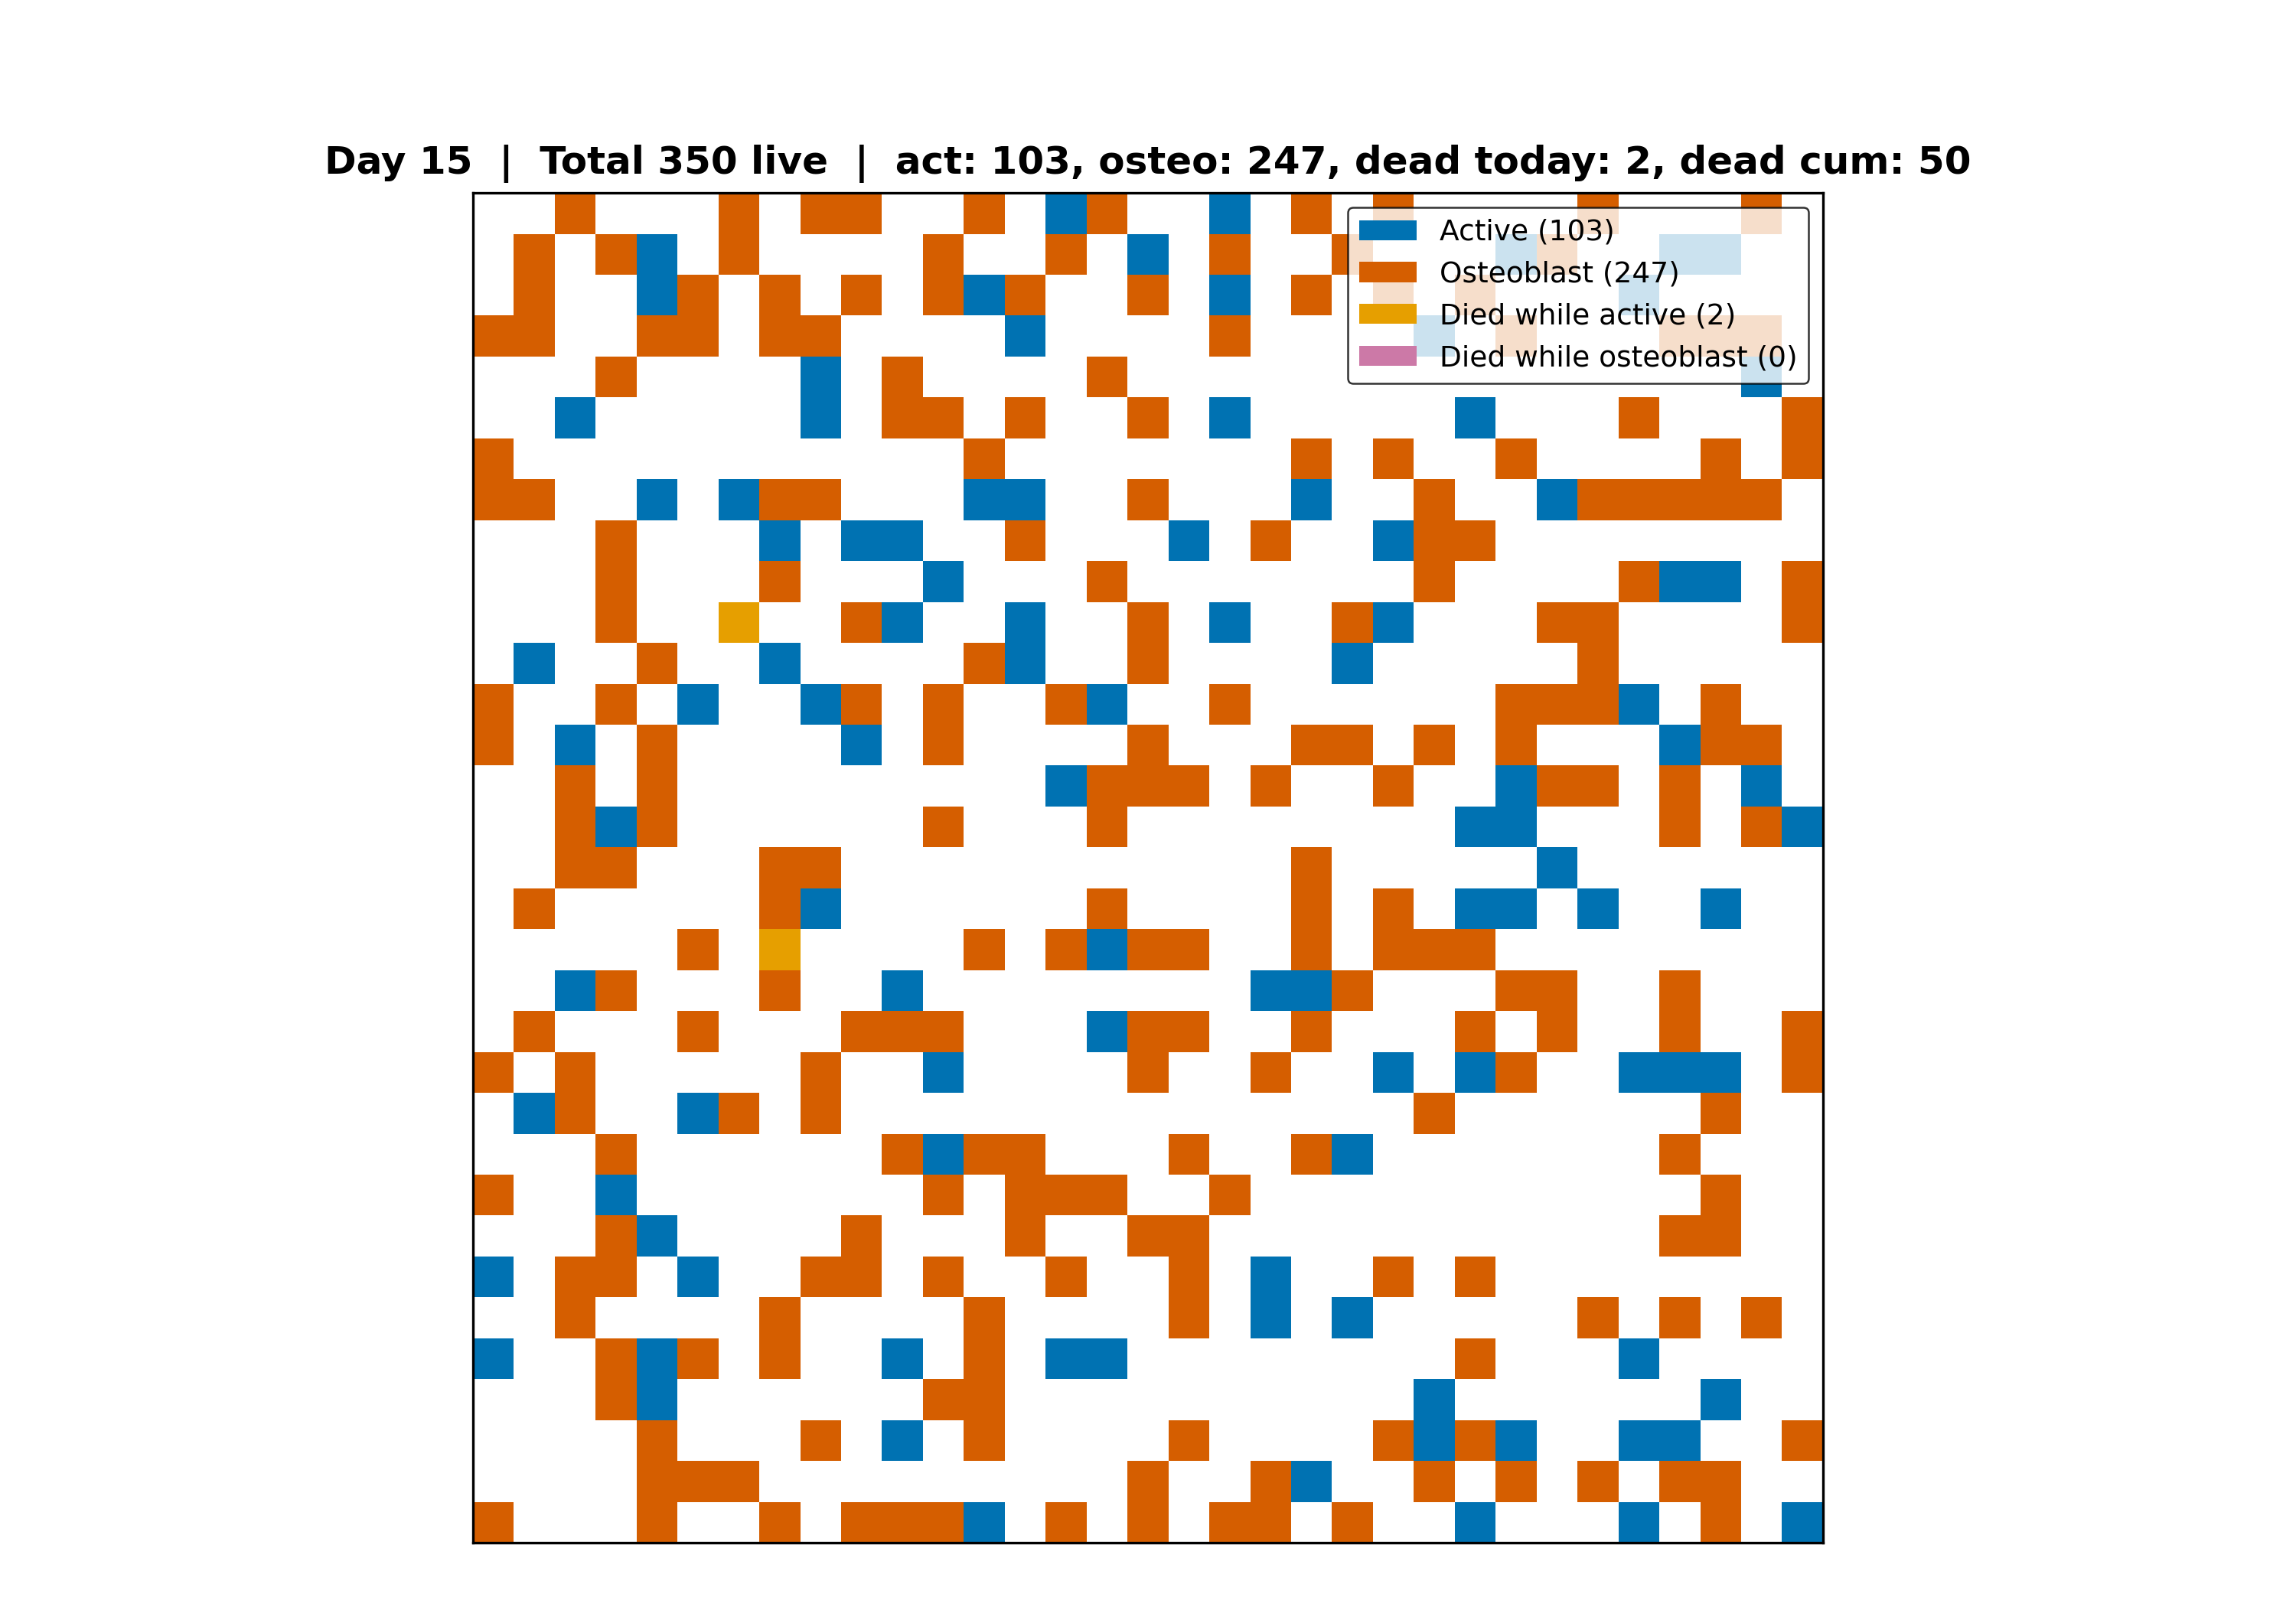 Day 15 | Total 350 live | act: 103, osteo: 247, dead today: 2, dead cum: 50
Active (103)
Osteoblast (247)
Died while active (2)
Died while osteoblast (0)